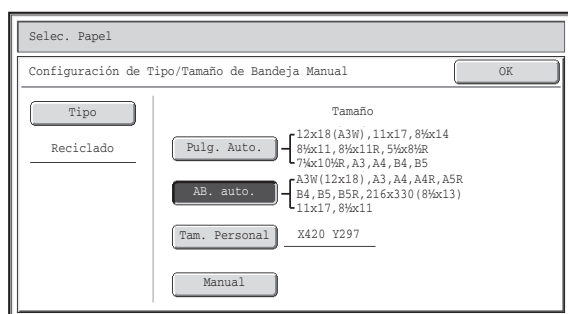 Selec. Papel
Configuración de Tipo/Tamaño de Bandeja Manual
OK
Tipo
Reciclado
Tamaño
Pulg. Auto.
12x18(A3W),11x17,8½x14
8½x11,8½x11R,5½x8½R
7¼x10½R,A3,A4,B4,B5
AB. auto.
A3W(12x18),A3,A4,A4R,A5R
B4,B5,B5R,216x330(8½x13)
11x17,8½x11
Tam. Personal
X420 Y297
Manual